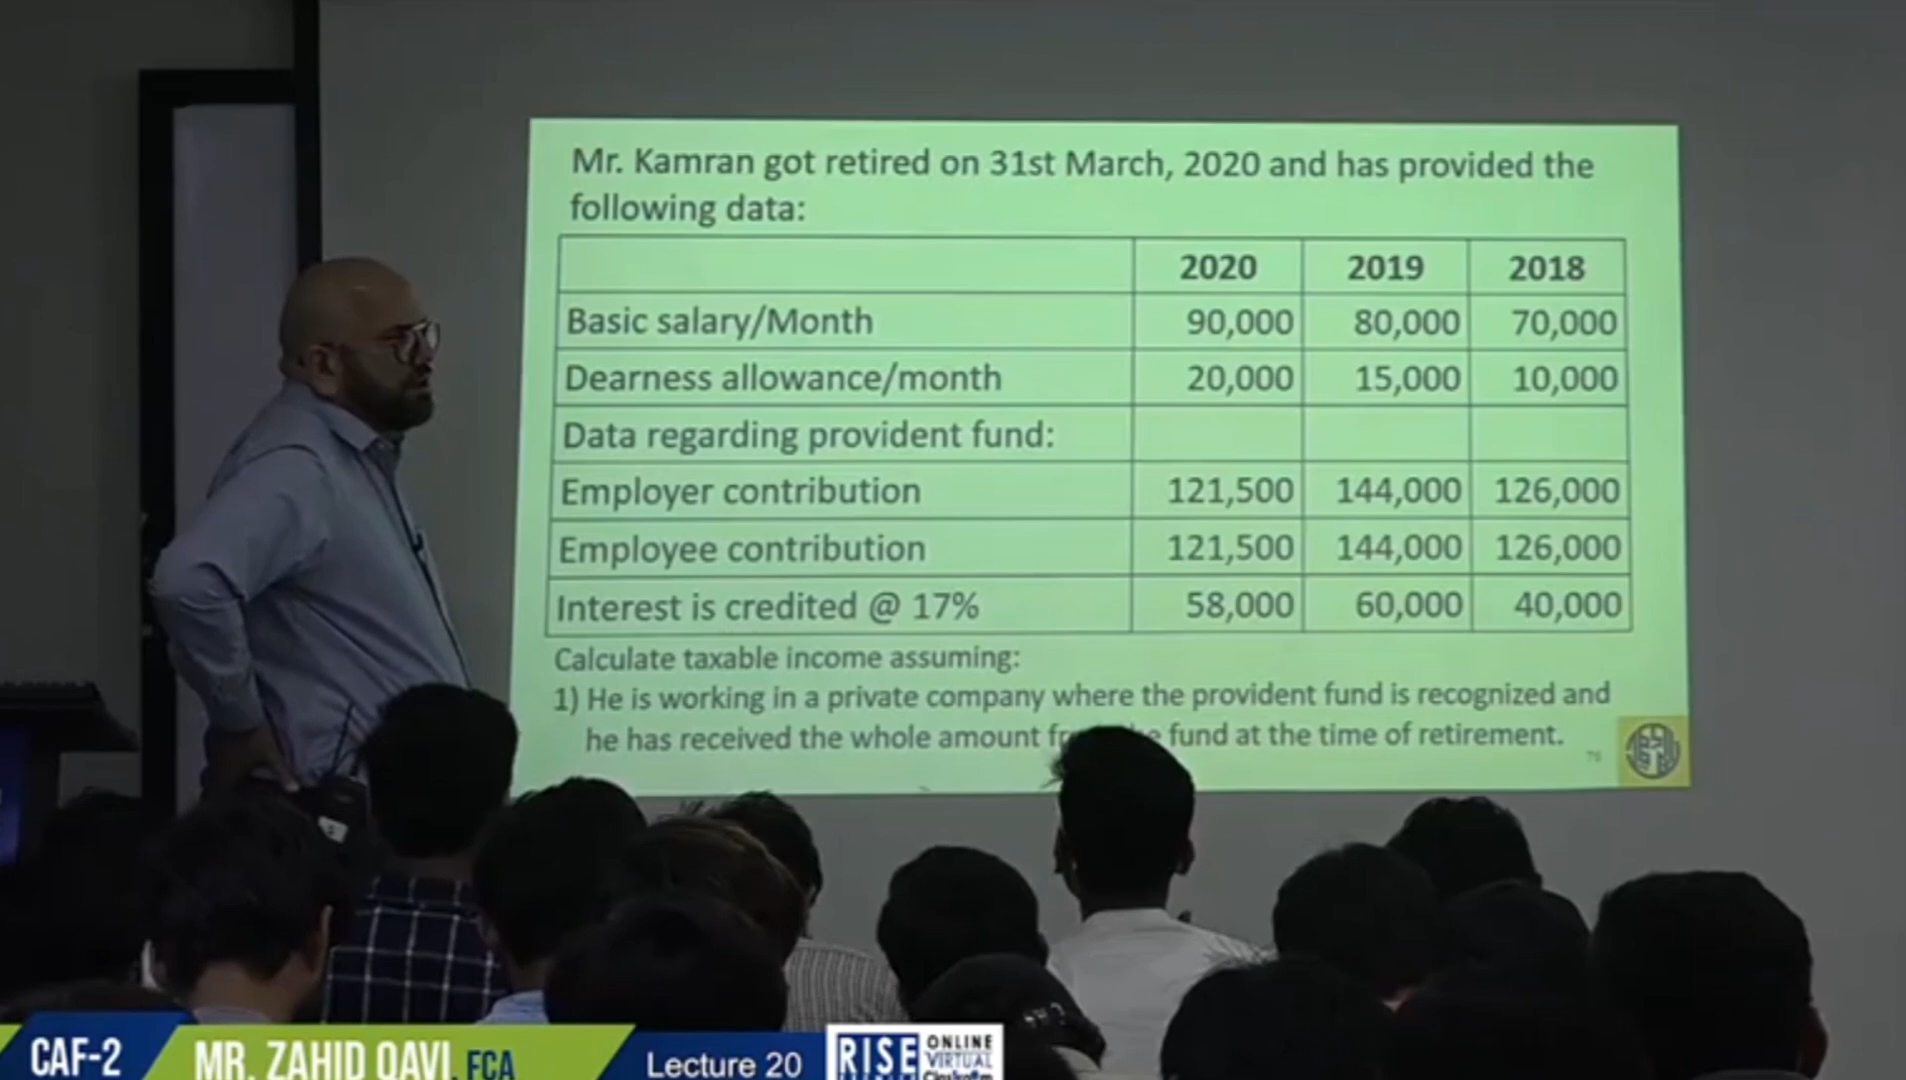 Mr. Kamran got retired on 31st March, 2020 and has provided the
following data:
2020 2019 2018
Basic salary/Month 90,000 80,000 70,000
Dearness allowance/month 20,000 15,000 10,000
Data regarding provident fund:
Employer contribution 121,500 144,000 126,000
Employee contribution 121,500 144,000 126,000
Interest is credited @ 17% 58,000 60,000 40,000
Calculate taxable income assuming:
1) He is working in a private company where the provident fund is recognized and
he has received the whole amount fund at the time of retirement.
CAF-2
MR. ZAHID QAVI, FCA
Lecture 20
RISE
ONLINE
VIRTUAL